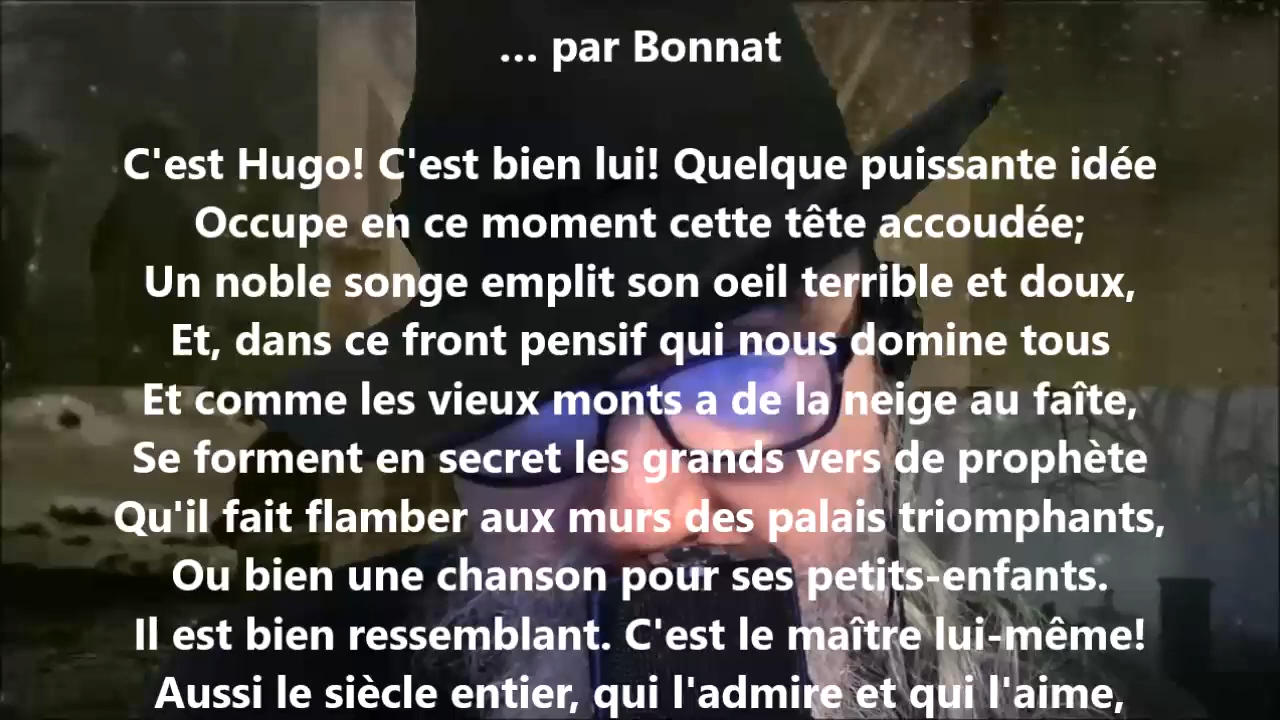 ... par Bonnat
C'est Hugo! C'est bien lui! Quelque puissante idée
Occupe en ce moment cette tête accoudée;
Un noble songe emplit son oeil terrible et doux,
Et, dans ce front pensif qui nous domine tous
Et comme les vieux monts a de la neige au faîte,
Se forment en secret les grands vers de prophète
Qu'il fait flamber aux murs des palais triomphants,
Ou bien une chanson pour ses petits-enfants.
Il est bien ressemblant. C'est le maître lui-même!
Aussi le siècle entier, qui l'admire et qui l'aime,